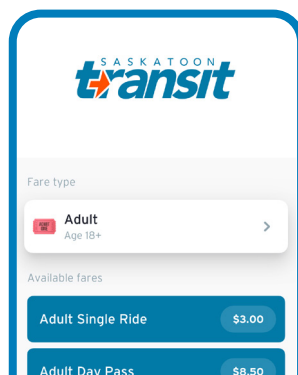 SASKATOON
transit
Fare type
Adult
Age 18+
Available fares
Adult Single Ride $3.00
Adult Day Pass $8.50